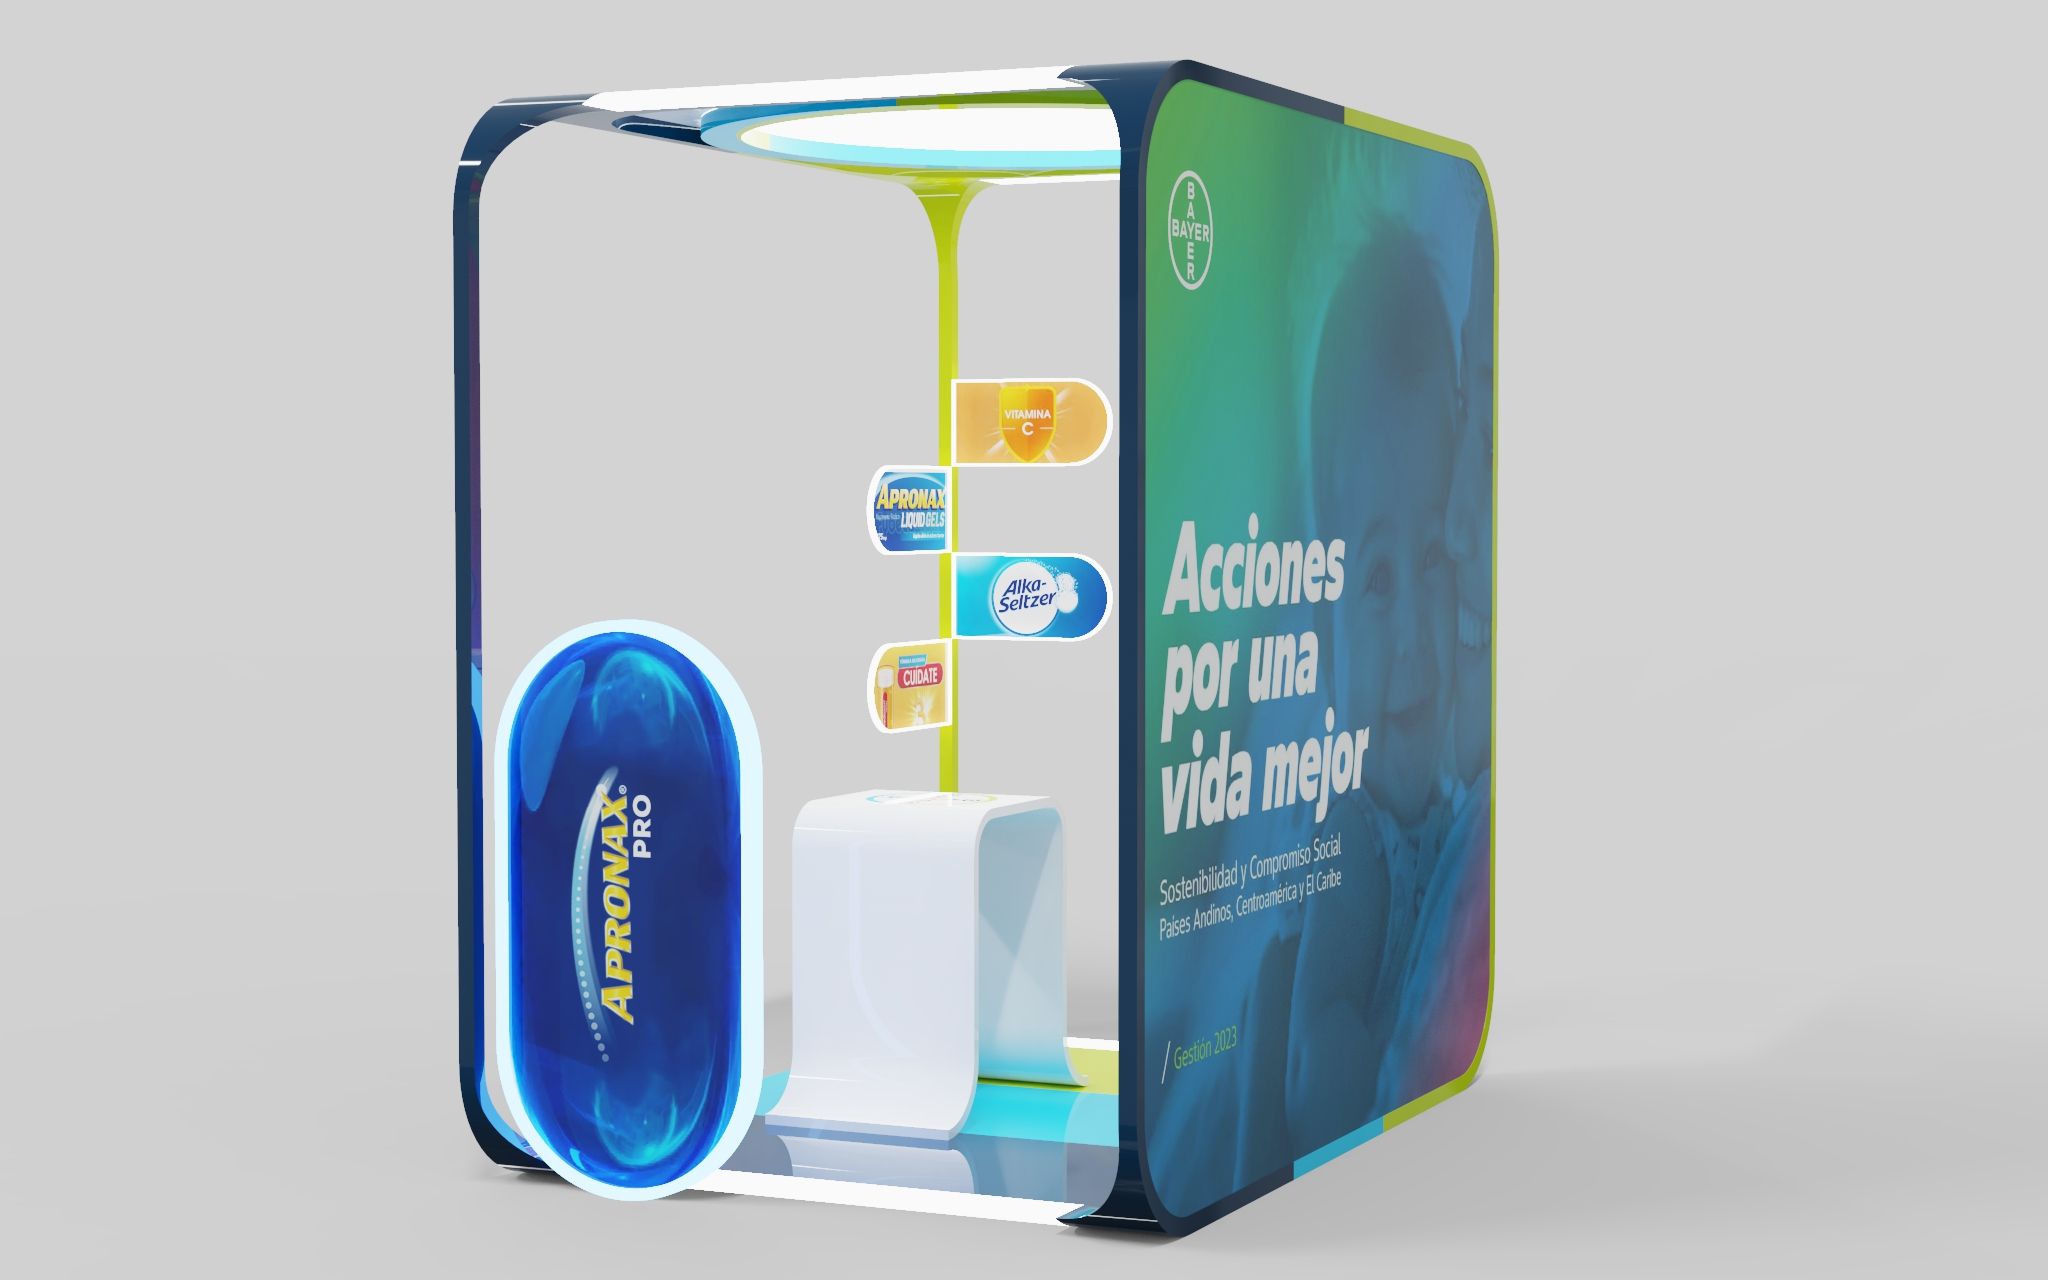 BAYER
BAYER
Acciones
por una
vida mejor
Sostenibilidad y Compromiso Social
Países Andinos, Centroamérica y El Caribe
/ Gestión 2023
VITAMINA
C
APRONAX
LIQUID GELS
Alka-
Seltzer
CUIDATE
APRONAX®
PRO